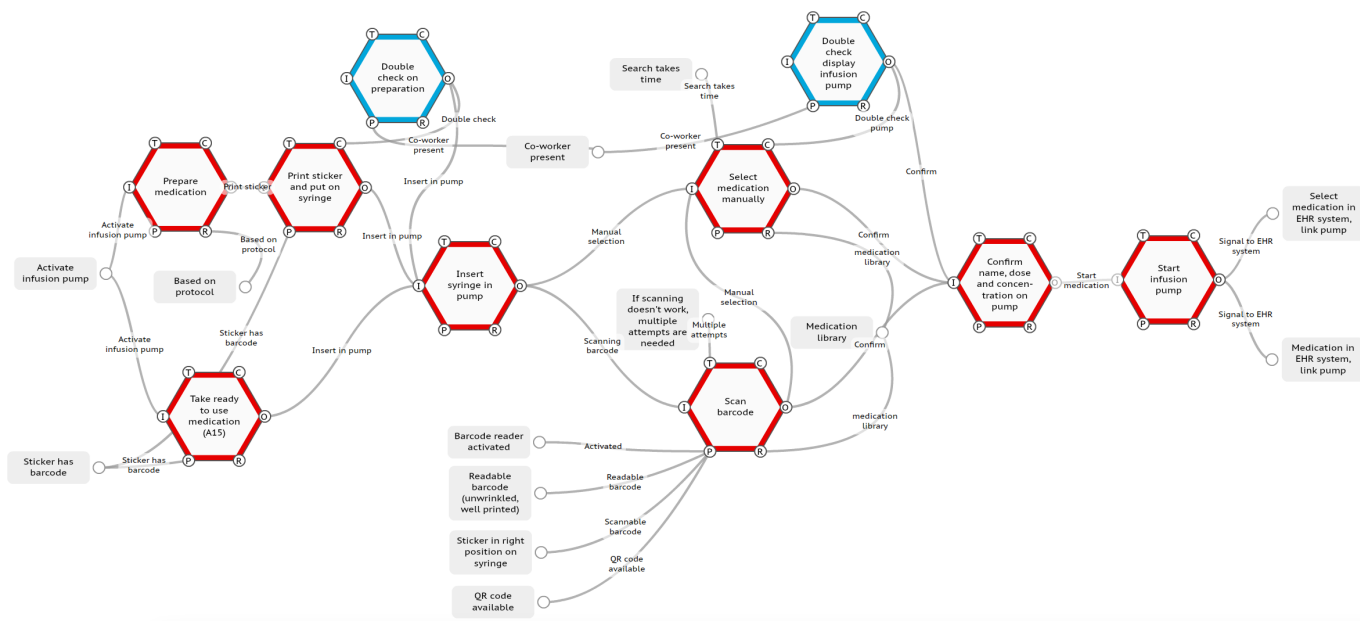 T
C
Double
check on
preparation
I
O
P
R
Double check
Co-worker
present
Insert in pump
Co-worker
present
Search takes
time
Search takes
time
T
C
Double
check
display
infusion
pump
I
O
P
R
Double check
pump
Co-worker
present
Confirm
T
C
Prepare
medication
I
O
P
R
Print sticker
T
C
Print sticker
and put on
syringe
I
O
P
R
Activate
infusion pump
Based on
protocol
Insert in pump
Activate
infusion pump
Based on
protocol
Activate
infusion pump
Sticker has
barcode
Insert in pump
T
C
Insert
syringe in
pump
I
O
P
R
Manual
selection
Scanning
barcode
T
C
Select
medication
manually
I
O
P
R
Confirm
medication
library
Manual
selection
If scanning
doesn't work,
multiple
attempts are
needed
Multiple
attempts
Medication
library
Confirm
T
C
Confirm
name, dose
and concen-
tration on
pump
I
O
P
R
Start
medication
T
C
Start
infusion
pump
I
O
P
R
Signal to EHR
system
Signal to EHR
system
Select
medication in
EHR system,
link pump
Medication in
EHR system,
link pump
T
C
Take ready
to use
medication
(A15)
I
O
P
R
Sticker has
barcode
Sticker has
barcode
T
C
Scan
barcode
I
O
P
R
medication
library
Barcode reader
activated
Activated
Readable
barcode
(unwrinkled,
well printed)
Readable
barcode
Sticker in right
position on
syringe
Scannable
barcode
QR code
available
QR code
available